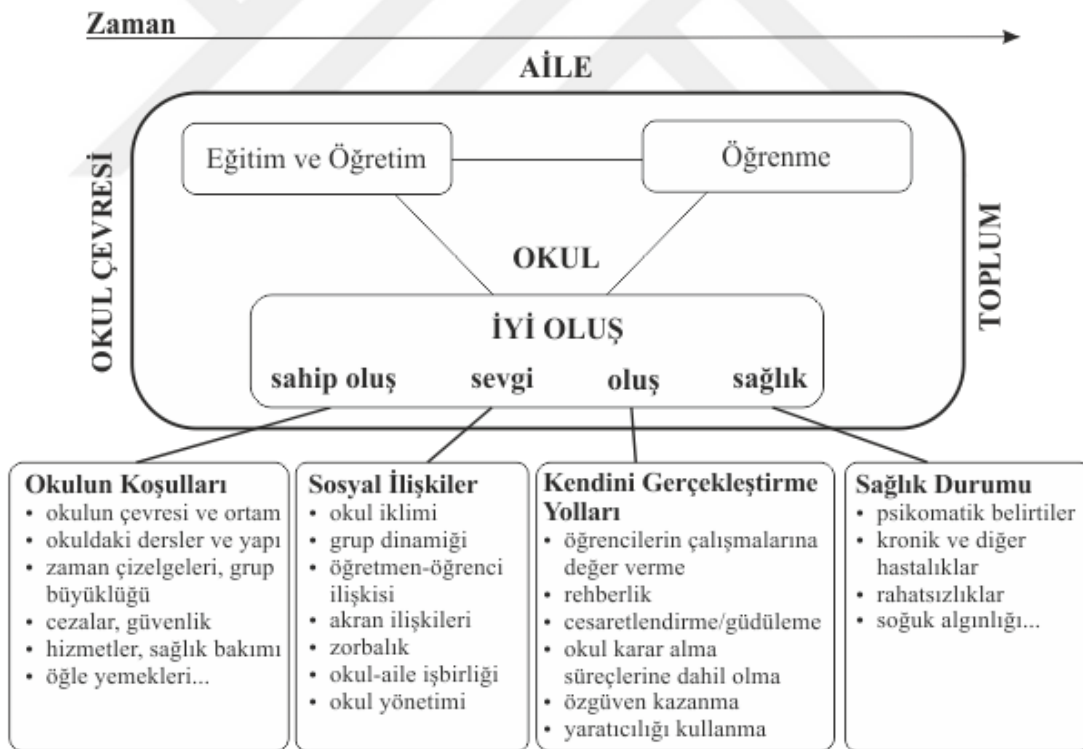 Zaman
AİLE
OKUL ÇEVRESİ
Eğitim ve Öğretim
Öğrenme
TOPLUM
OKUL
İYİ OLUŞ
sahip oluş sevgi oluş sağlık
Okulun Koşulları
• okulun çevresi ve ortam
• okuldaki dersler ve yapı
• zaman çizelgeleri, grup
büyüklüğü
• cezalar, güvenlik
• hizmetler, sağlık bakımı
• öğle yemekleri...
Sosyal İlişkiler
• okul iklimi
• grup dinamiği
• öğretmen-öğrenci
ilişkisi
• akran ilişkileri
• zorbalık
• okul-aile işbirliği
• okul yönetimi
Kendini Gerçekleştirme
Yolları
• öğrencilerin çalışmalarına
değer verme
• rehberlik
• cesaretlendirme/güdüleme
• okul karar alma
süreçlerine dahil olma
• özgüven kazanma
• yaratıcılığı kullanma
Sağlık Durumu
• psikomatik belirtiler
• kronik ve diğer
hastalıklar
• rahatsızlıklar
• soğuk algınlığı...